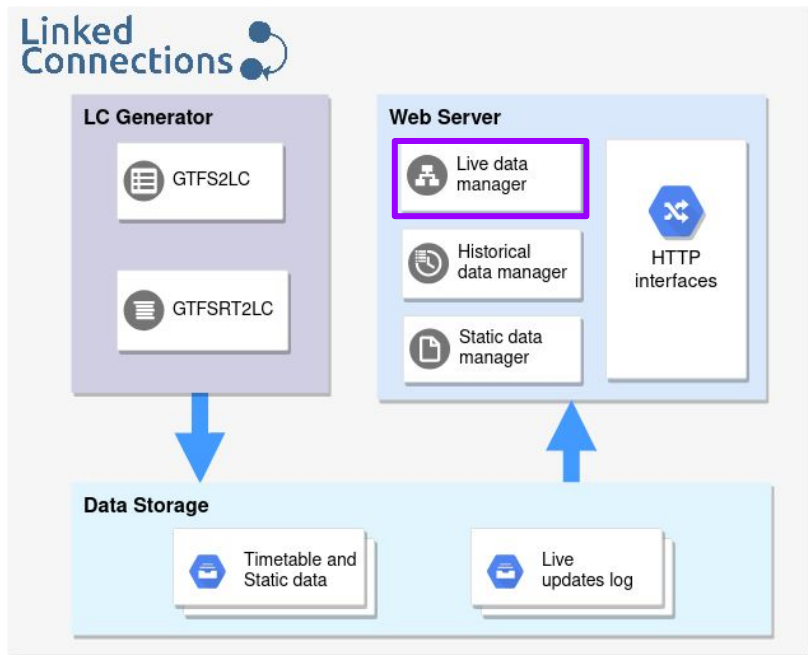 Linked
Connections
LC Generator
GTFS2LC
GTFSRT2LC
Web Server
Live data
manager
Historical
data manager
Static data
manager
HTTP
interfaces
Data Storage
Timetable and
Static data
Live
updates log